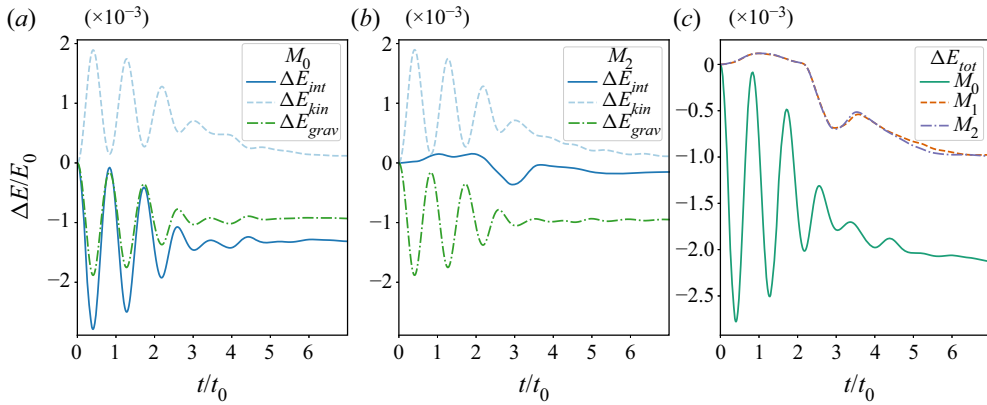 (a) (×10⁻³) (b) (×10⁻³) (c) (×10⁻³)
2
1
0
−1
−2
ΔE/E₀
M₀
ΔE_int
ΔE_kin
ΔE_grav
0 1 2 3 4 5 6
t/t₀
2
1
0
−1
−2
M₂
ΔE_int
ΔE_kin
ΔE_grav
0 1 2 3 4 5 6
t/t₀
0
−0.5
−1.0
−1.5
−2.0
−2.5
ΔE_tot
M₀
M₁
M₂
0 1 2 3 4 5 6
t/t₀